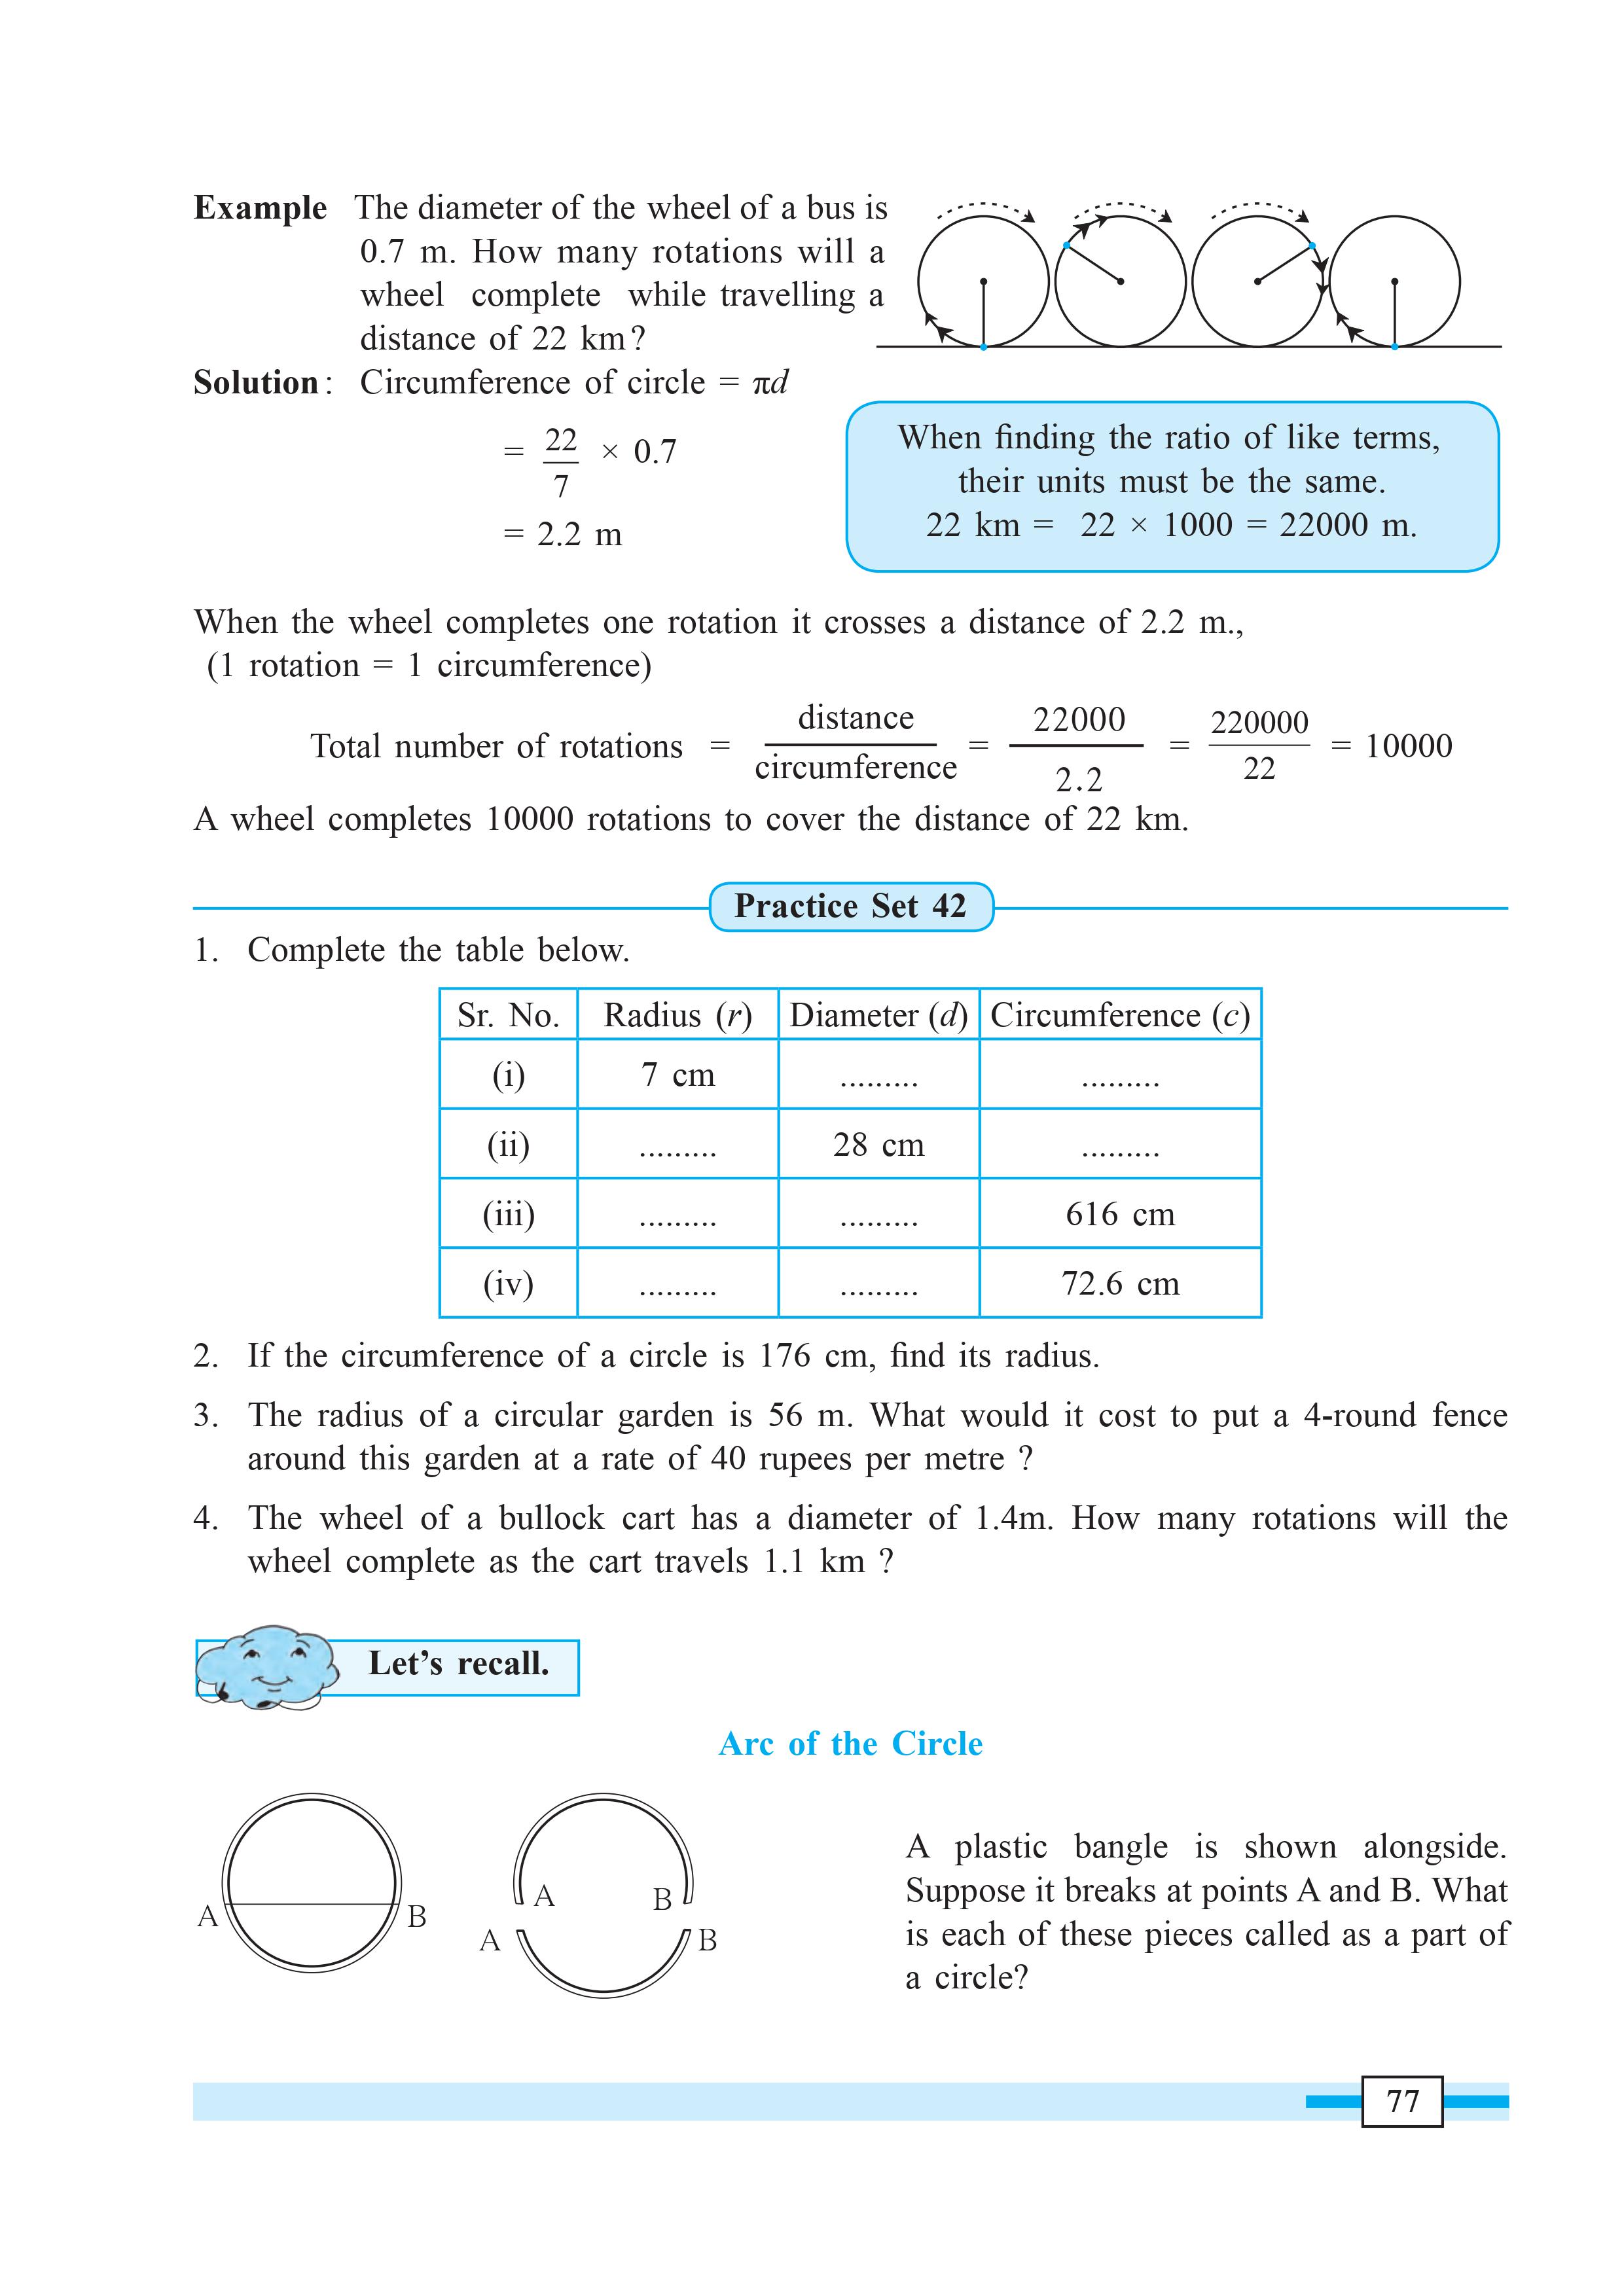 Example The diameter of the wheel of a bus is
0.7 m. How many rotations will a
wheel complete while travelling a
distance of 22 km?
Solution : Circumference of circle = πd
= 22/7 × 0.7
= 2.2 m
When finding the ratio of like terms,
their units must be the same.
22 km = 22 × 1000 = 22000 m.
When the wheel completes one rotation it crosses a distance of 2.2 m.,
(1 rotation = 1 circumference)
Total number of rotations = distance/circumference = 22000/2.2 = 220000/22 = 10000
A wheel completes 10000 rotations to cover the distance of 22 km.
Practice Set 42
1. Complete the table below.
Sr. No. Radius (r) Diameter (d) Circumference (c)
(i) 7 cm ......... .........
(ii) ......... 28 cm .........
(iii) ......... ......... 616 cm
(iv) ......... ......... 72.6 cm
2. If the circumference of a circle is 176 cm, find its radius.
3. The radius of a circular garden is 56 m. What would it cost to put a 4-round fence
around this garden at a rate of 40 rupees per metre ?
4. The wheel of a bullock cart has a diameter of 1.4m. How many rotations will the
wheel complete as the cart travels 1.1 km ?
Let's recall.
Arc of the Circle
A B
A B
A B
A plastic bangle is shown alongside.
Suppose it breaks at points A and B. What
is each of these pieces called as a part of
a circle?
77